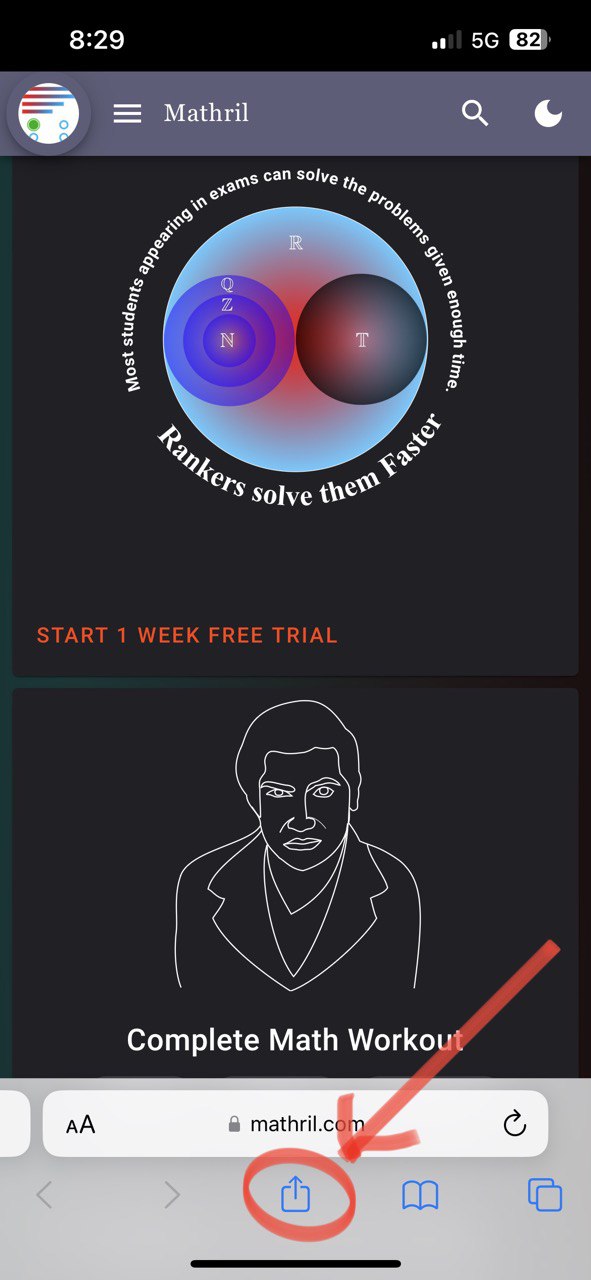 8:29
5G
82
Mathril
Most students appearing in exams can solve the problems given enough time.
ℝ
ℚ
ℤ
ℕ
𝕋
Rankers solve them Faster
START 1 WEEK FREE TRIAL
Complete Math Workout
AA
mathril.com